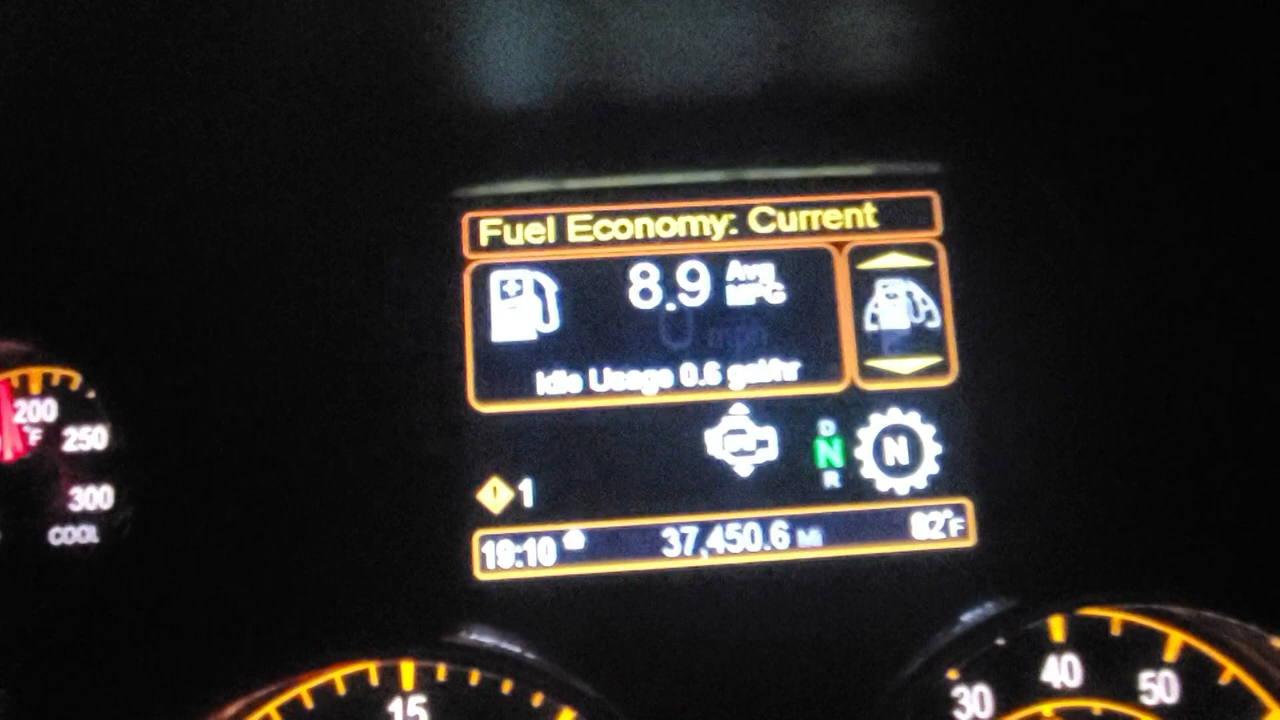 Fuel Economy: Current
8.9 Avg MPG
0 mph
Idle Usage 0.6 gal/hr
D
N
R
N
1
19:10
37,450.6 MI
82°F
200
°F
250
300
COOL
15
30
40
50